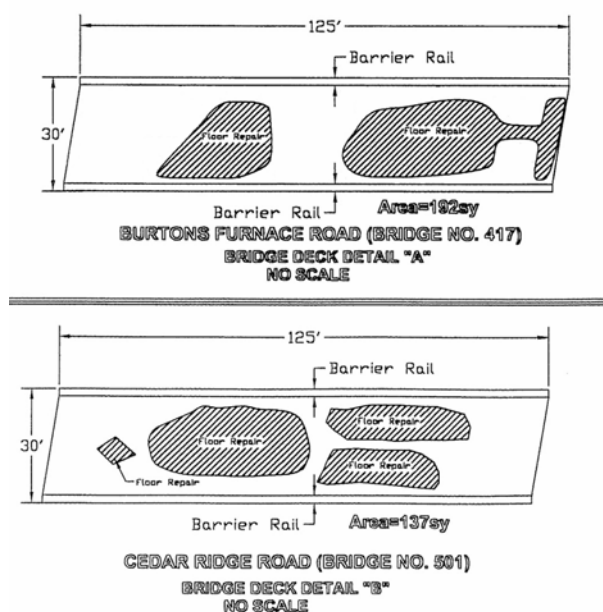 125'
Barrier Rail
30'
Floor Repair
Floor Repair
Barrier Rail
Area=192sy
BURTONS FURNACE ROAD (BRIDGE NO. 417)
BRIDGE DECK DETAIL "A"
NO SCALE
125'
Barrier Rail
30'
Floor Repair
Floor Repair
Floor Repair
Floor Repair
Barrier Rail
Area=137sy
CEDAR RIDGE ROAD (BRIDGE NO. 501)
BRIDGE DECK DETAIL "B"
NO SCALE